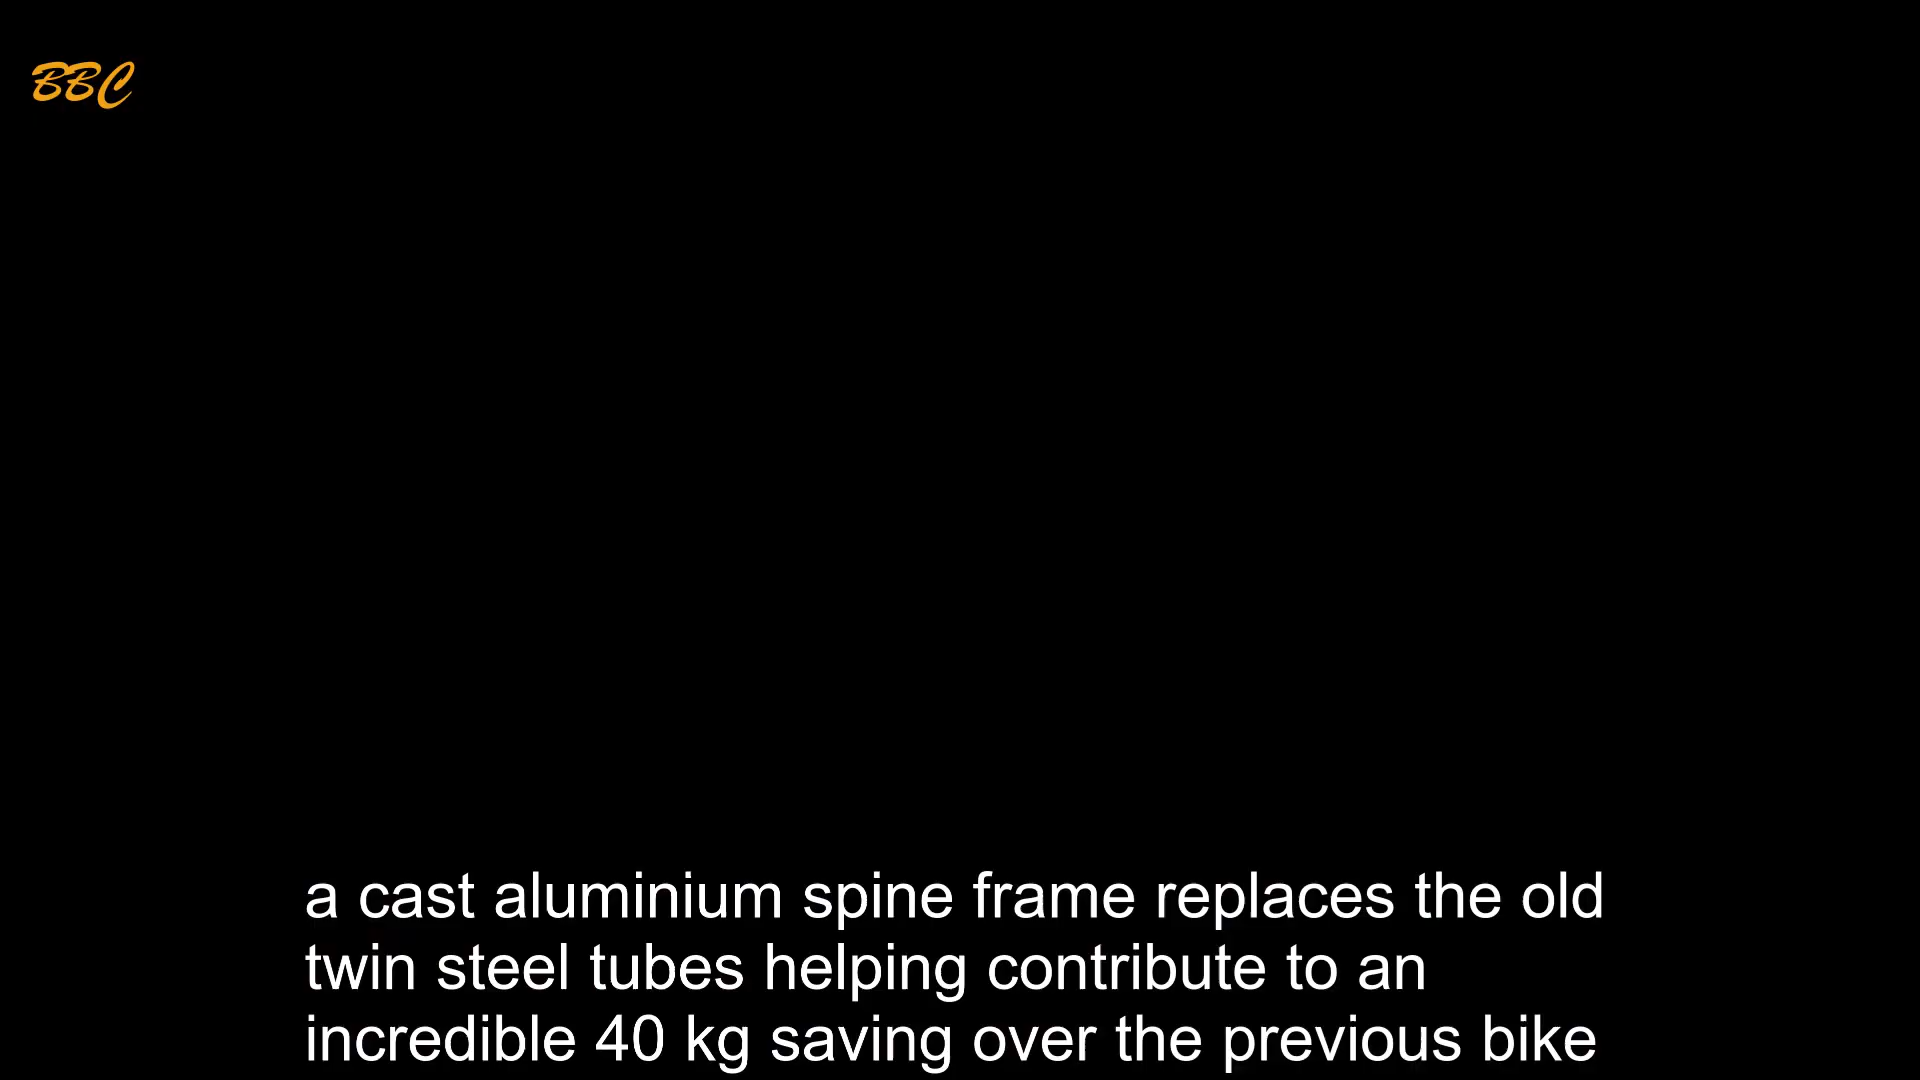 BBC
a cast aluminium spine frame replaces the old
twin steel tubes helping contribute to an
incredible 40 kg saving over the previous bike